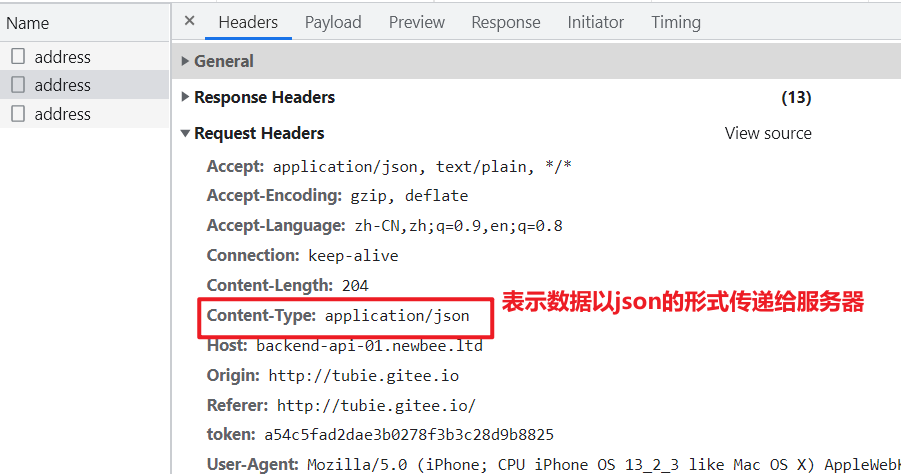 Name
address
address
address
× Headers Payload Preview Response Initiator Timing
General
Response Headers (13)
Request Headers View source
Accept: application/json, text/plain, */*
Accept-Encoding: gzip, deflate
Accept-Language: zh-CN,zh;q=0.9,en;q=0.8
Connection: keep-alive
Content-Length: 204
Content-Type: application/json
表示数据以json的形式传递给服务器
Host: backend-api-01.newbee.ltd
Origin: http://tubie.gitee.io
Referer: http://tubie.gitee.io/
token: a54c5fad2dae3b0278f3b3c28d9b8825
User-Agent: Mozilla/5.0 (iPhone; CPU iPhone OS 13_2_3 like Mac OS X) AppleWebK